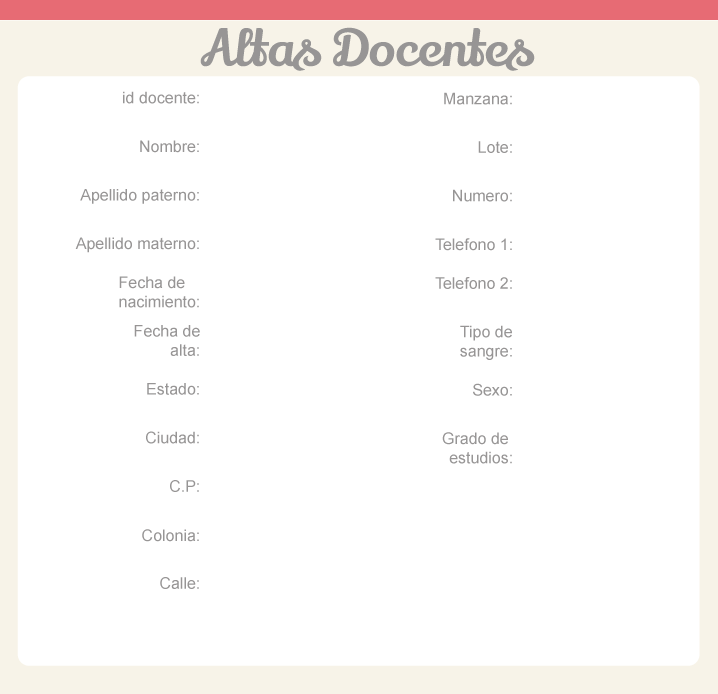 Altas Docentes
id docente:
Nombre:
Apellido paterno:
Apellido materno:
Fecha de
nacimiento:
Fecha de
alta:
Estado:
Ciudad:
C.P:
Colonia:
Calle:
Manzana:
Lote:
Numero:
Telefono 1:
Telefono 2:
Tipo de
sangre:
Sexo:
Grado de
estudios: